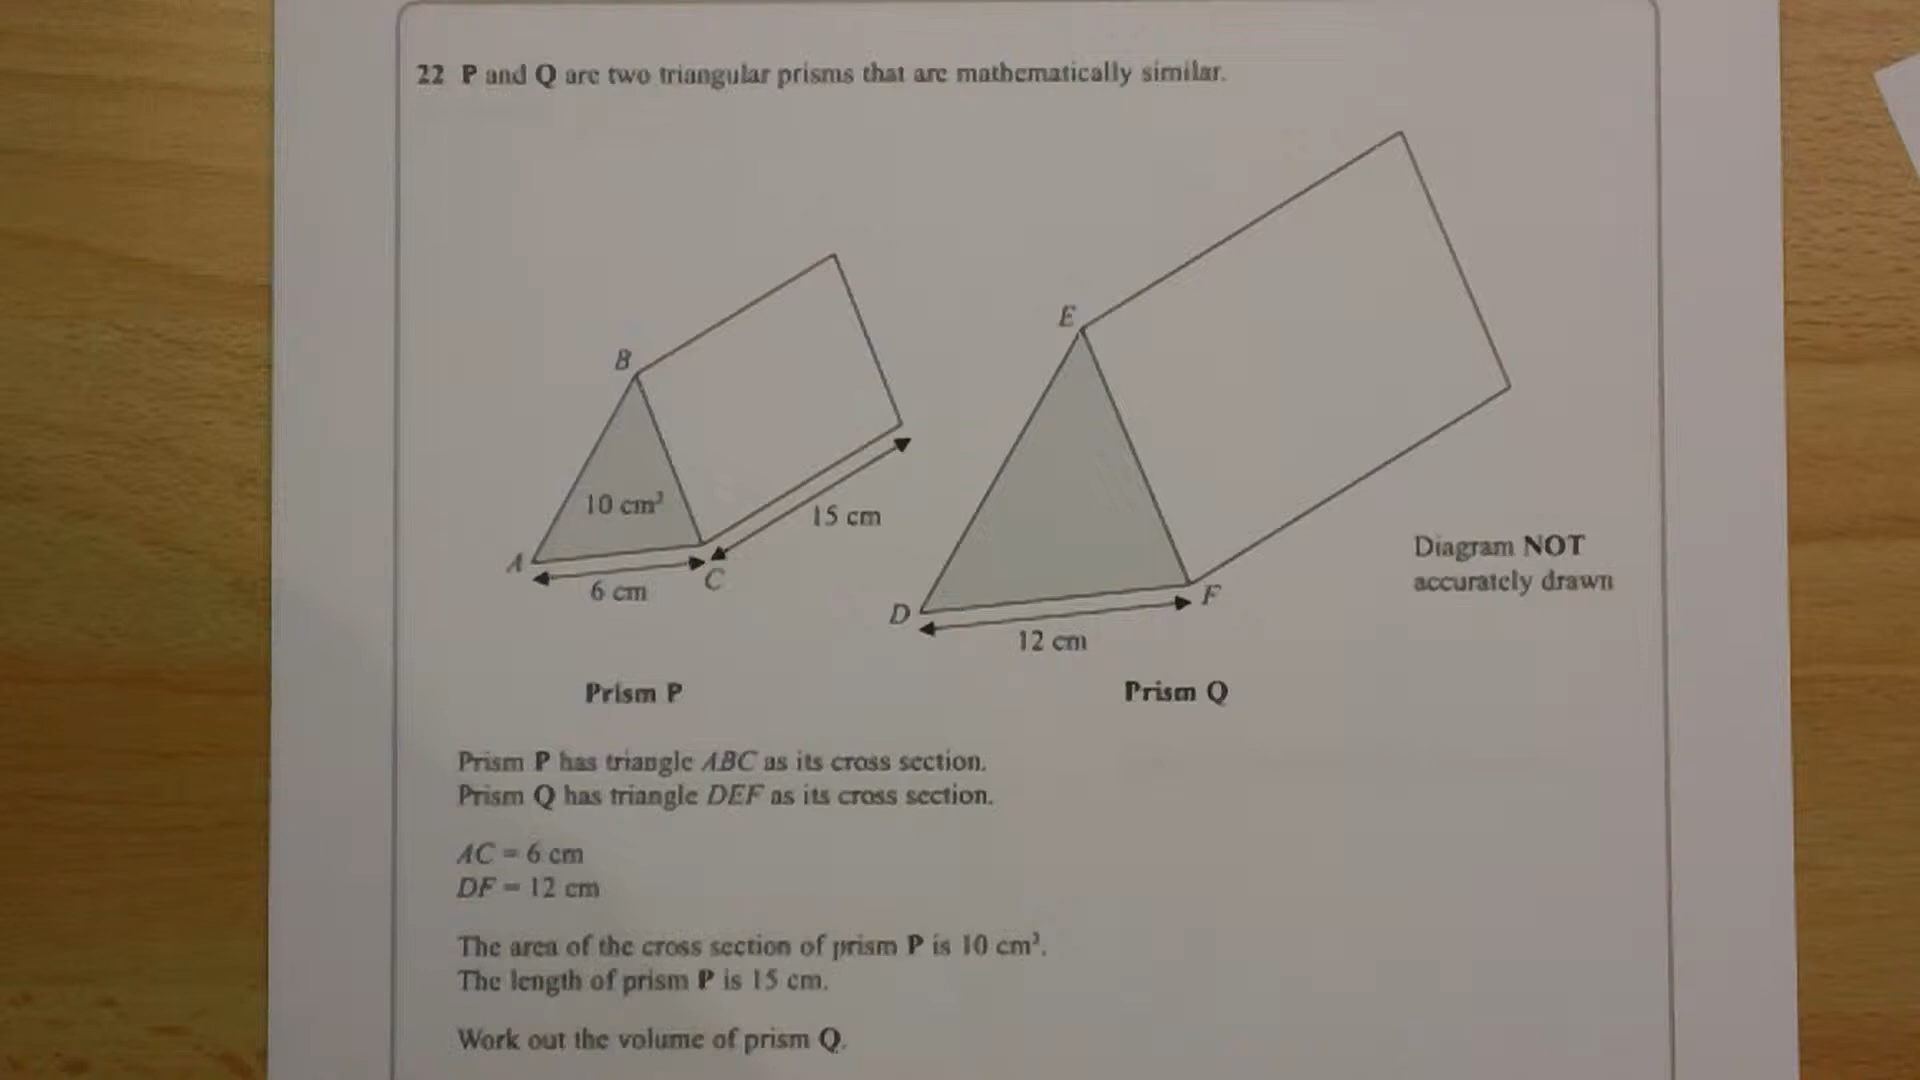 22 P and Q are two triangular prisms that are mathematically similar.
E
B
10 cm²
15 cm
A
C
6 cm
Diagram NOT
accurately drawn
D
F
12 cm
Prism P
Prism Q
Prism P has triangle ABC as its cross section.
Prism Q has triangle DEF as its cross section.
AC = 6 cm
DF = 12 cm
The area of the cross section of prism P is 10 cm².
The length of prism P is 15 cm.
Work out the volume of prism Q.